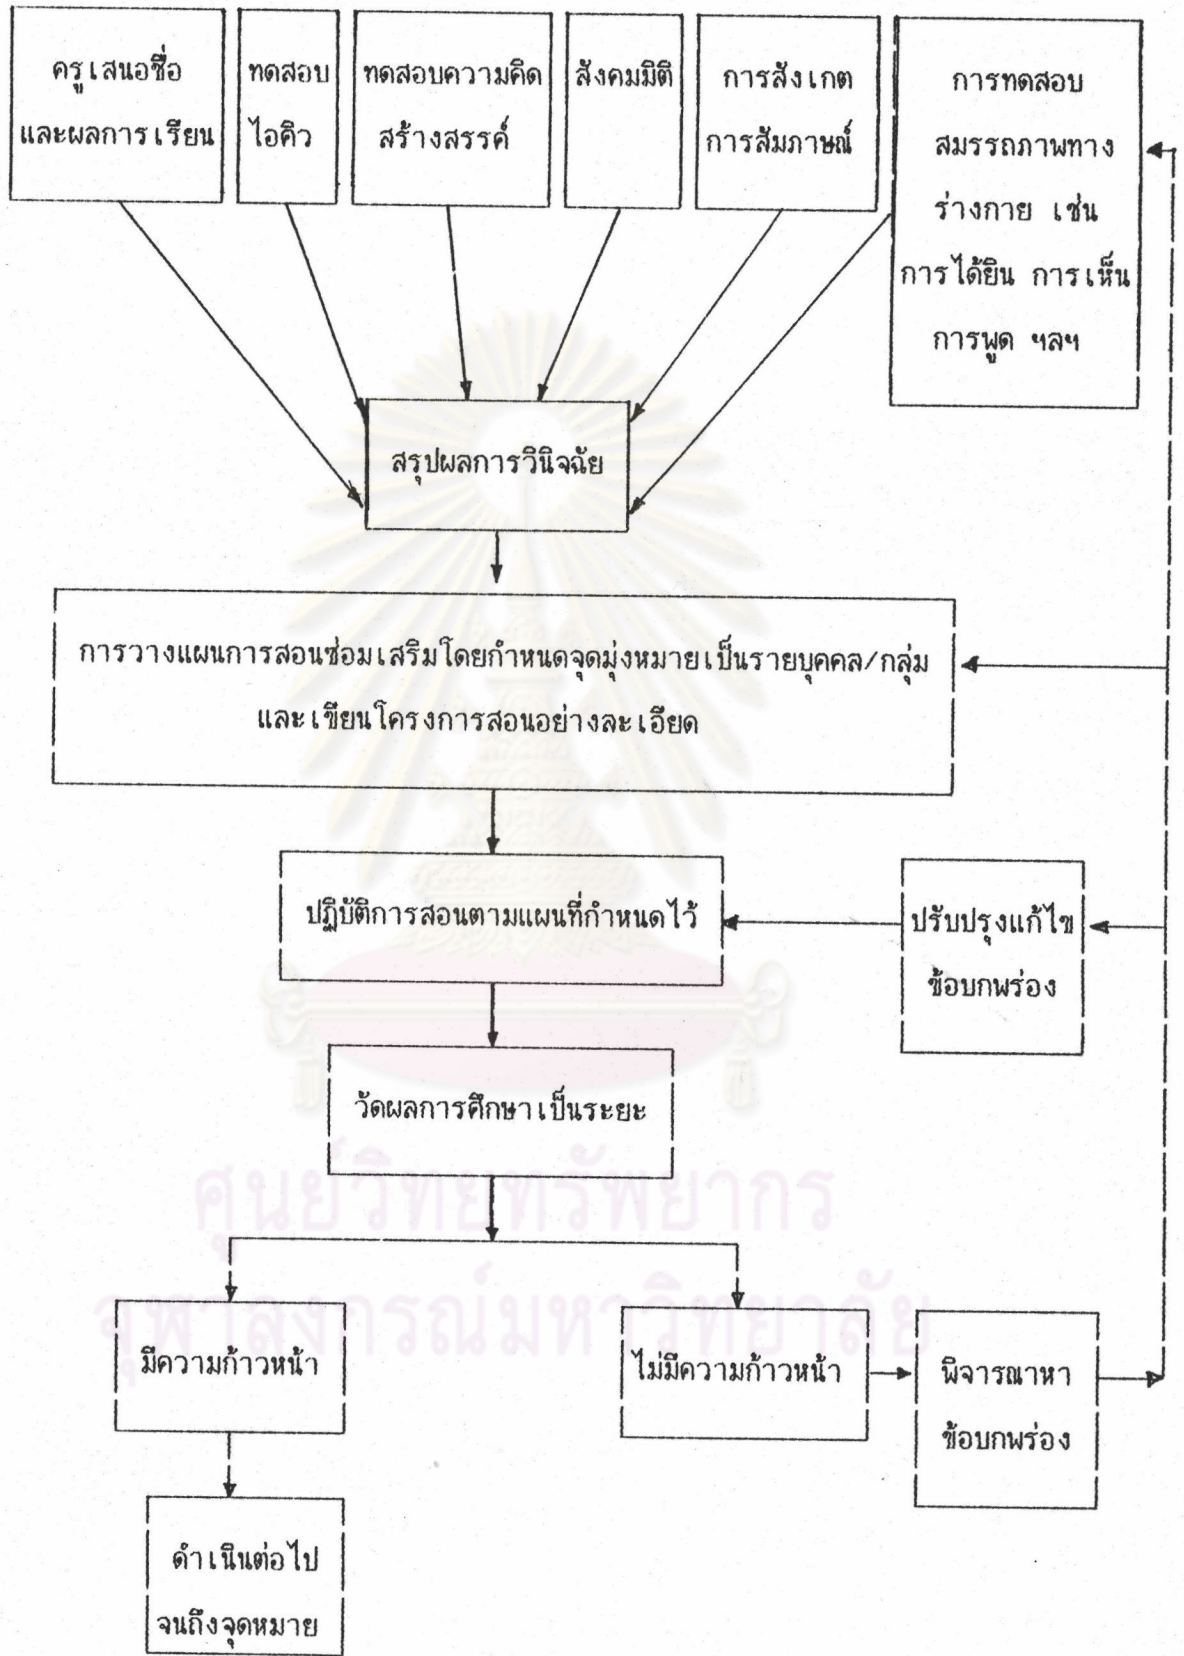 ครูเสนอชื่อ
และผลการเรียน
ทดสอบ
ไอคิว
ทดสอบความคิด
สร้างสรรค์
สังคมมิติ
การสังเกต
การสัมภาษณ์
การทดสอบ
สมรรถภาพทาง
ร่างกาย เช่น
การได้ยิน การเห็น
การพูด ฯลฯ
สรุปผลการวินิจฉัย
การวางแผนการสอนซ่อมเสริมโดยกำหนดจุดมุ่งหมายเป็นรายบุคคล/กลุ่ม
และเขียนโครงการสอนอย่างละเอียด
ปฏิบัติการสอนตามแผนที่กำหนดไว้
ปรับปรุงแก้ไข
ข้อบกพร่อง
วัดผลการศึกษาเป็นระยะ
ศูนย์วิทยทรัพยากร
จุฬาลงกรณ์มหาวิทยาลัย
มีความก้าวหน้า
ไม่มีความก้าวหน้า
พิจารณาหา
ข้อบกพร่อง
ดำเนินต่อไป
จนถึงจุดหมาย